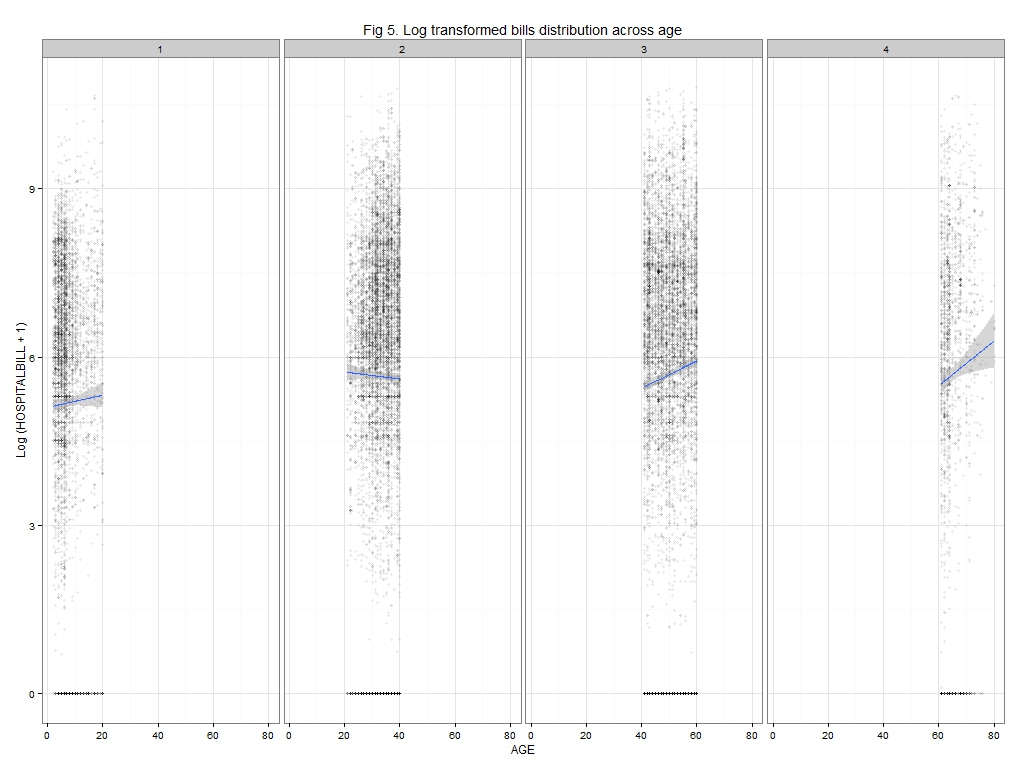 Fig 5. Log transformed bills distribution across age
1 2 3 4
Log (HOSPITALBILL + 1)
9
6
3
0
0 20 40 60 80 0 20 40 60 80 0 20 40 60 80 0 20 40 60 80
AGE